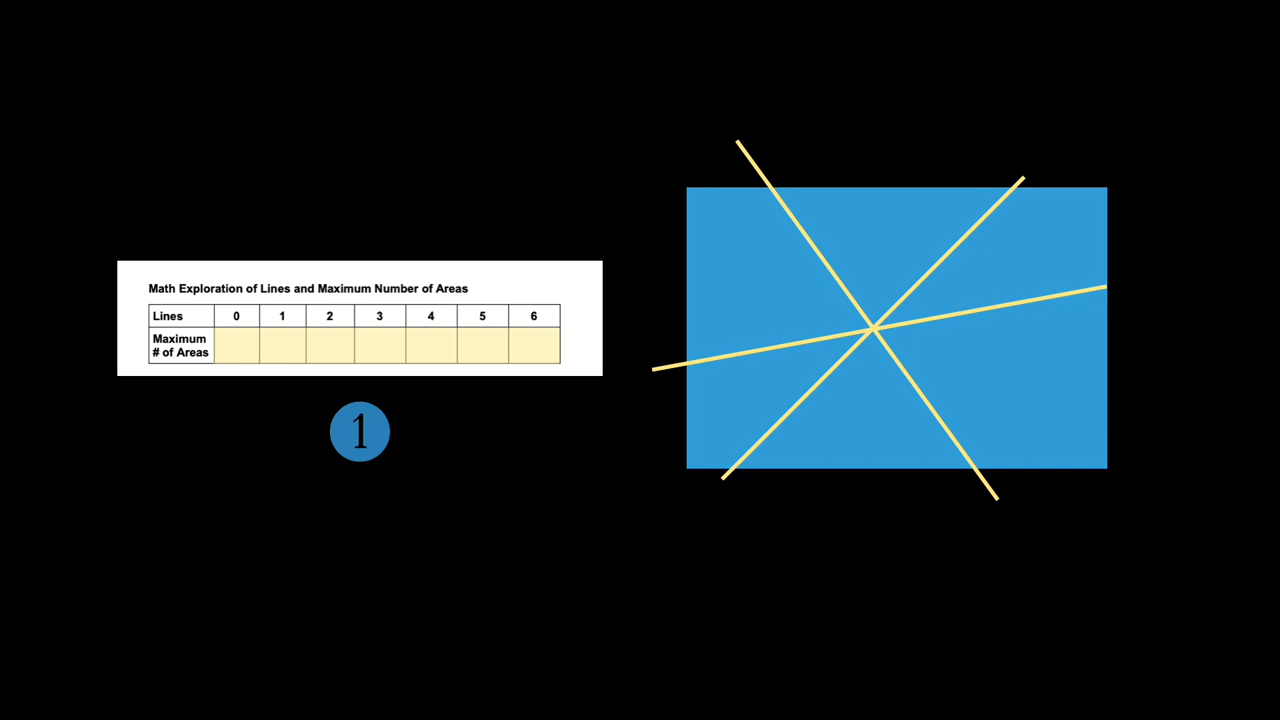 Math Exploration of Lines and Maximum Number of Areas
Lines 0 1 2 3 4 5 6
Maximum
# of Areas
1